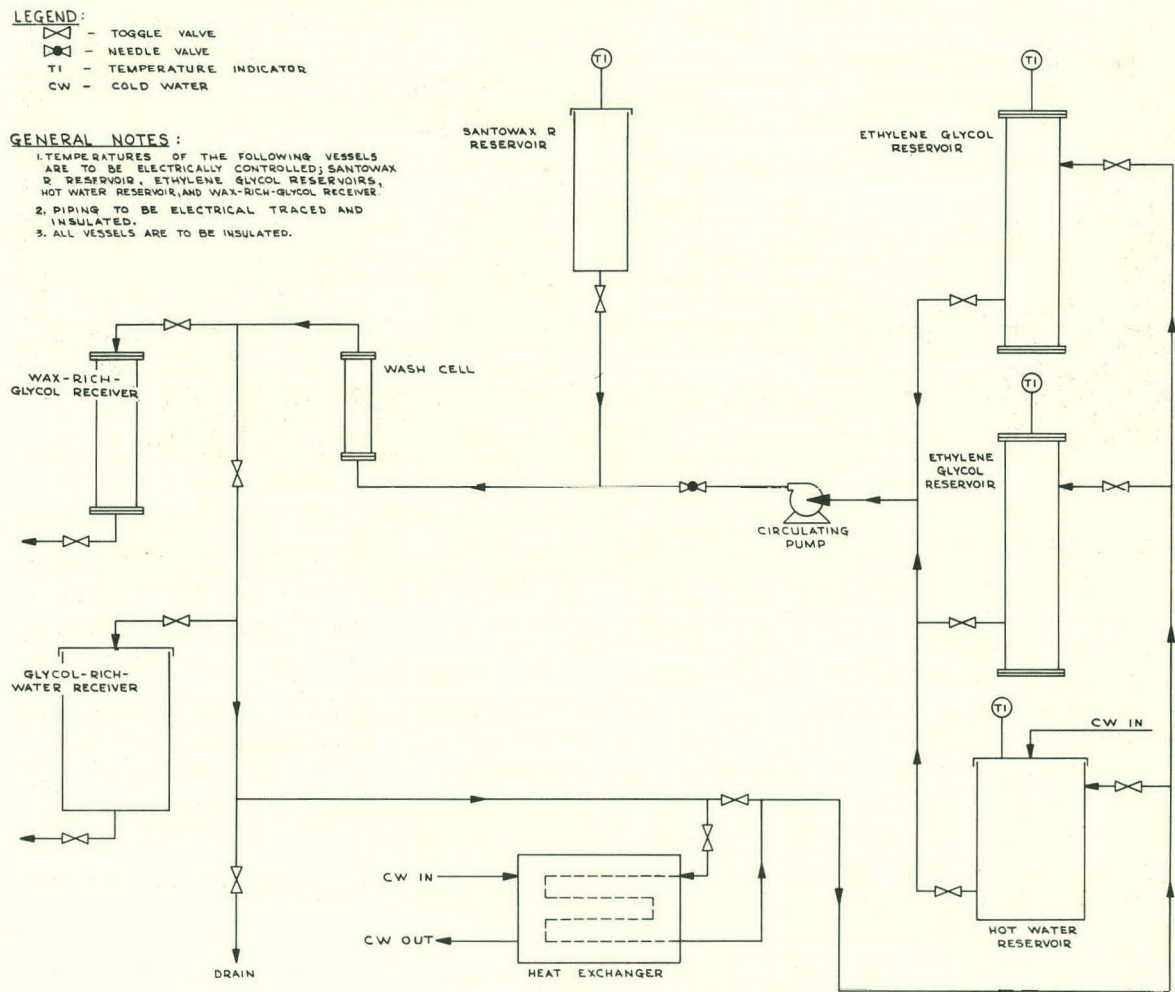 LEGEND:
- TOGGLE VALVE
- NEEDLE VALVE
TI - TEMPERATURE INDICATOR
CW - COLD WATER
GENERAL NOTES:
1. TEMPERATURES OF THE FOLLOWING VESSELS
ARE TO BE ELECTRICALLY CONTROLLED; SANTOWAX
R RESERVOIR, ETHYLENE GLYCOL RESERVOIRS,
HOT WATER RESERVOIR, AND WAX-RICH-GLYCOL RECEIVER.
2. PIPING TO BE ELECTRICAL TRACED AND
INSULATED.
3. ALL VESSELS ARE TO BE INSULATED.
TI
SANTOWAX R
RESERVOIR
TI
ETHYLENE GLYCOL
RESERVOIR
WAX-RICH-
GLYCOL RECEIVER
WASH CELL
TI
ETHYLENE
GLYCOL
RESERVOIR
CIRCULATING
PUMP
GLYCOL-RICH-
WATER RECEIVER
TI
CW IN
HOT WATER
RESERVOIR
CW IN
CW OUT
HEAT EXCHANGER
DRAIN